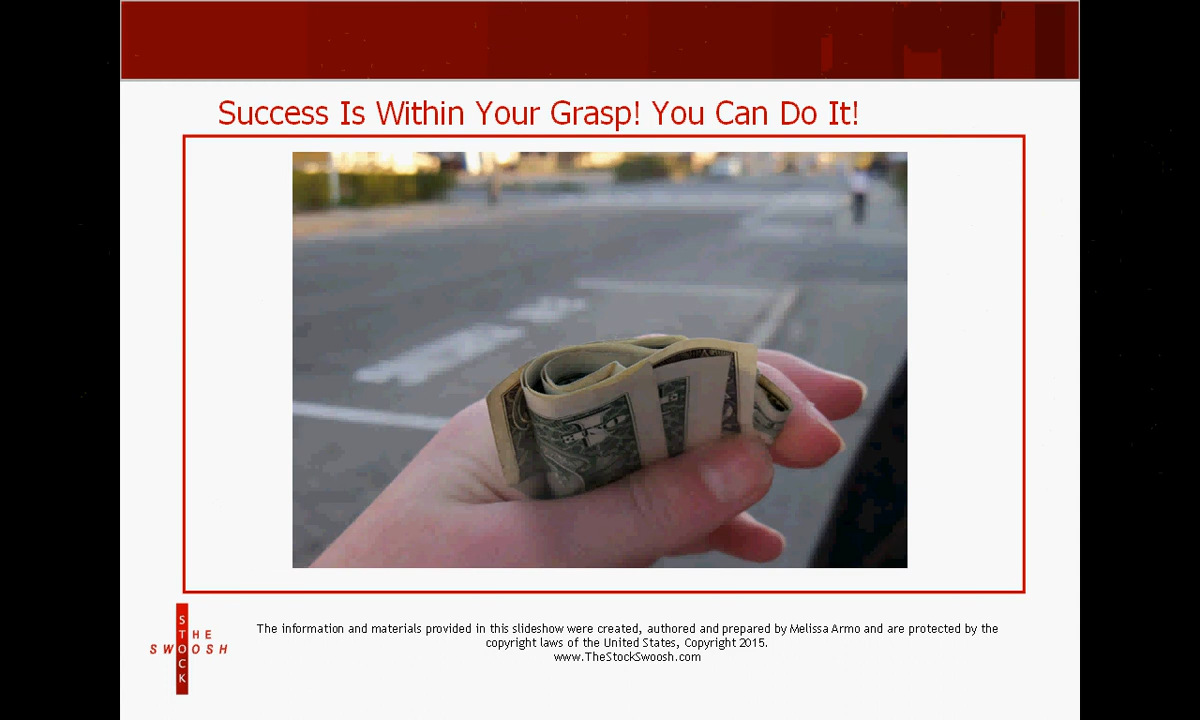 Success Is Within Your Grasp! You Can Do It!
THE
STOCK
SWOOSH
The information and materials provided in this slideshow were created, authored and prepared by Melissa Armo and are protected by the
copyright laws of the United States, Copyright 2015.
www.TheStockSwoosh.com